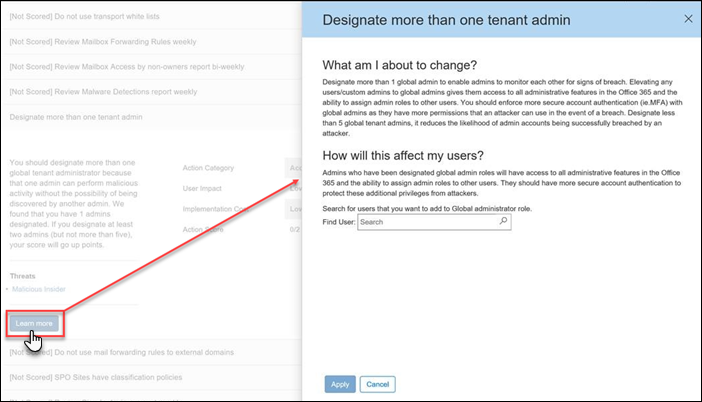 [Not Scored] Do not use transport white lists
[Not Scored] Review Mailbox Forwarding Rules weekly
[Not Scored] Review Mailbox Access by non-owners report bi-weekly
[Not Scored] Review Malware Detections report weekly
Designate more than one tenant admin
You should designate more than one
global tenant administrator because
that one admin can perform malicious
activity without the possibility of being
discovered by another admin. We
found that you have 1 admins
designated. If you designate at least
two admins (but not more than five),
your score will go up points.
Action Category
User Impact
Implementation
Action Score 0/2
Threats
• Malicious Insider
Learn more
[Not Scored] Do not use mail forwarding rules to external domains
[Not Scored] SPO Sites have classification policies
Designate more than one tenant admin
What am I about to change?
Designate more than 1 global admin to enable admins to monitor each other for signs of breach. Elevating any
users/custom admins to global admins gives them access to all administrative features in the Office 365 and the
ability to assign admin roles to other users. You should enforce more secure account authentication (ie.MFA) with
global admins as they have more permissions that an attacker can use in the event of a breach. Designate less
than 5 global tenant admins, it reduces the likelihood of admin accounts being successfully breached by an
attacker.
How will this affect my users?
Admins who have been designated global admin roles will have access to all administrative features in the Office
365 and the ability to assign admin roles to other users. They should have more secure account authentication to
protect these additional privileges from attackers.
Search for users that you want to add to Global administrator role.
Find User: Search
Apply Cancel